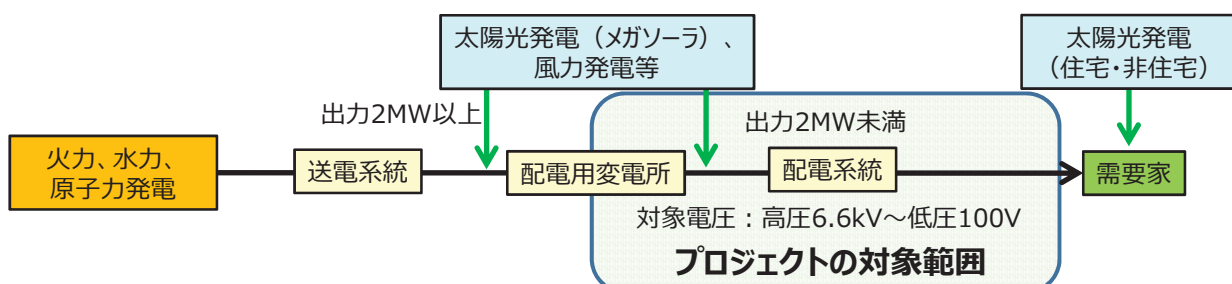 太陽光発電（メガソーラ）、
風力発電等
太陽光発電
（住宅・非住宅）
出力2MW以上
出力2MW未満
火力、水力、
原子力発電
送電系統
配電用変電所
配電系統
需要家
対象電圧：高圧6.6kV～低圧100V
プロジェクトの対象範囲